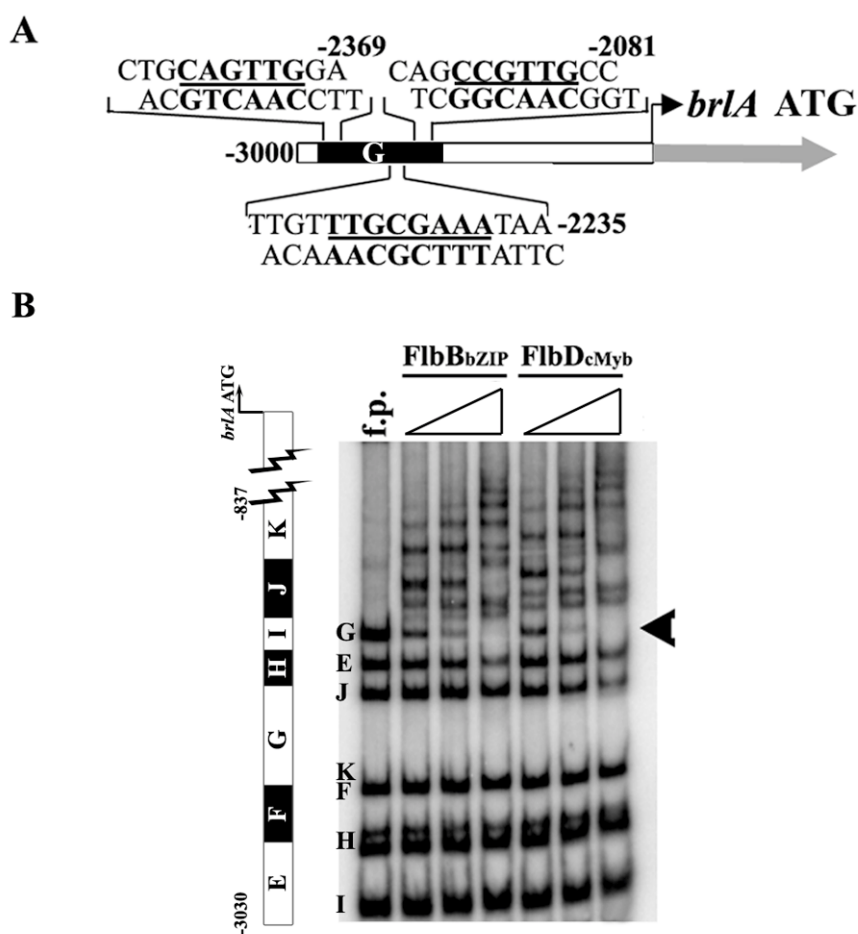 A
-2369 -2081
CTGCAGTTGGA CAGCCGTTGCC
ACGTCAACCTT TCGGCAACGGT
brlA ATG
-3000 G
TTGTTTGCGAAATAA -2235
ACAAACGCTTTATTC
B
FlbBbZIP FlbDcMyb
f.p.
brlA ATG
-837
K
J
I
H
G
F
E
-3030
G
E
J
K
F
H
I